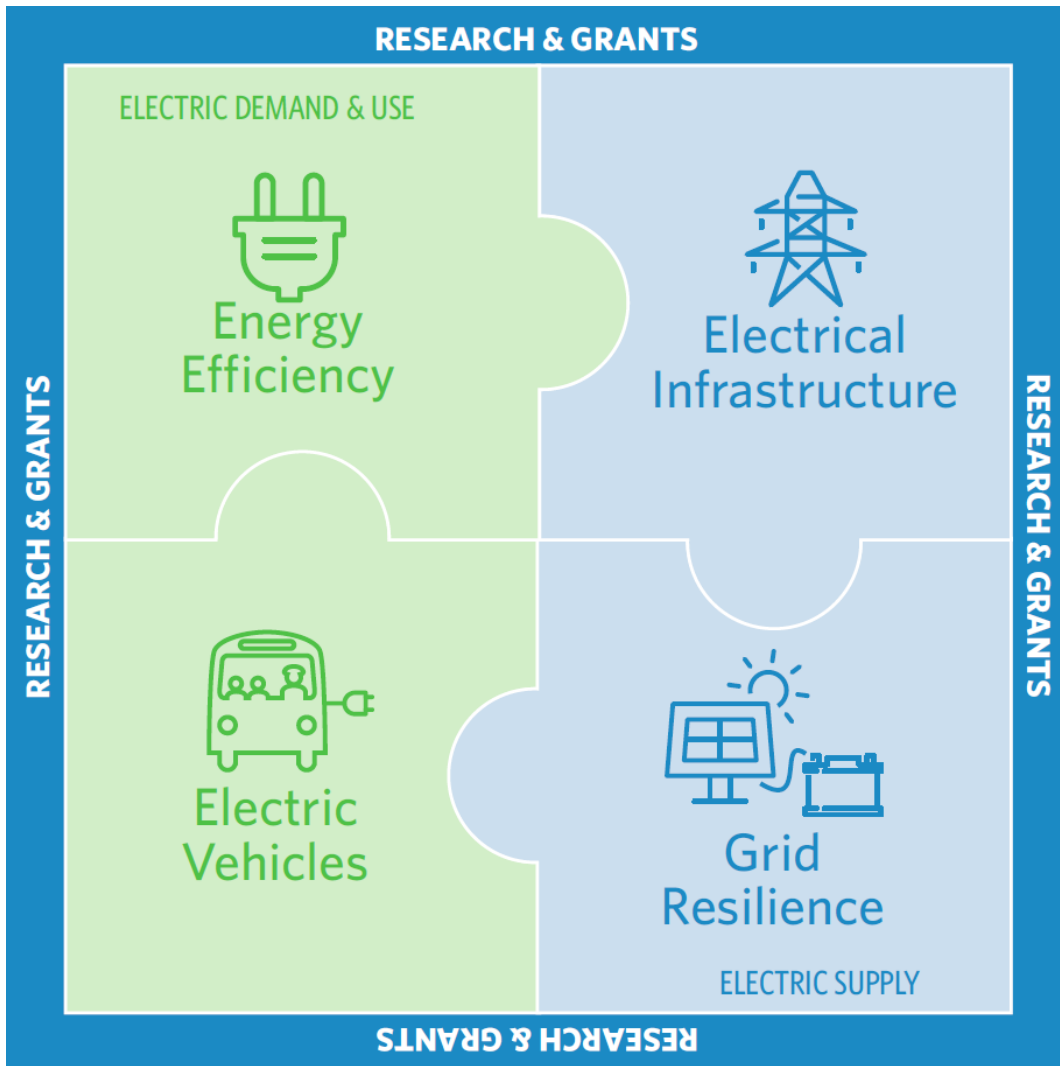 RESEARCH & GRANTS
ELECTRIC DEMAND & USE
Energy
Efficiency
Electrical
Infrastructure
RESEARCH & GRANTS
RESEARCH & GRANTS
Electric
Vehicles
Grid
Resilience
ELECTRIC SUPPLY
RESEARCH & GRANTS